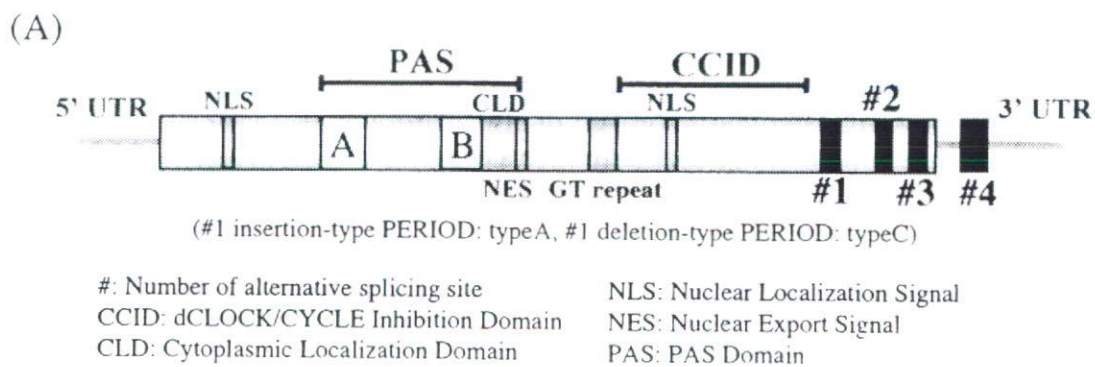 (A)
PAS
CCID
5' UTR
NLS
CLD
NLS
#2
3' UTR
A
B
NES
GT repeat
#1
#3
#4
(#1 insertion-type PERIOD: typeA, #1 deletion-type PERIOD: typeC)
#: Number of alternative splicing site
CCID: dCLOCK/CYCLE Inhibition Domain
CLD: Cytoplasmic Localization Domain
NLS: Nuclear Localization Signal
NES: Nuclear Export Signal
PAS: PAS Domain